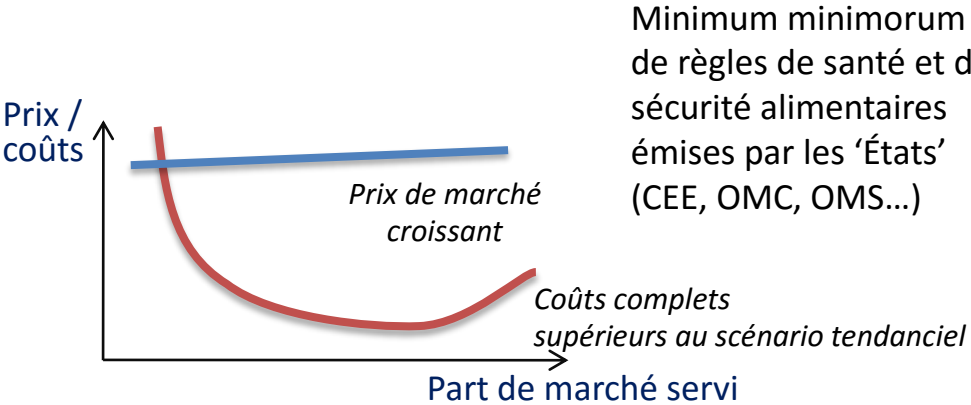 Minimum minimorum
de règles de santé et d
sécurité alimentaires
émises par les ‘États’
(CEE, OMC, OMS…)
Prix /
coûts
Prix de marché
croissant
Coûts complets
supérieurs au scénario tendanciel
Part de marché servi